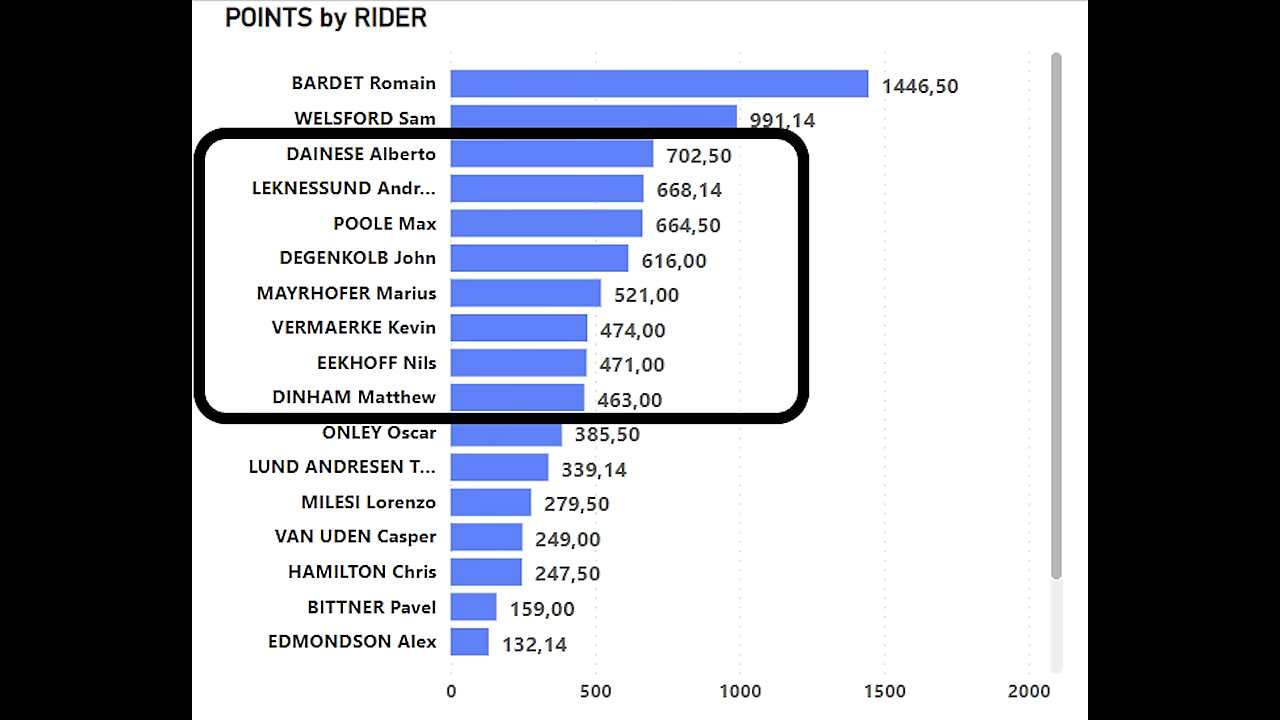 POINTS by RIDER
BARDET Romain 1446,50
WELSFORD Sam 991,14
DAINESE Alberto 702,50
LEKNESSUND Andr... 668,14
POOLE Max 664,50
DEGENKOLB John 616,00
MAYRHOFER Marius 521,00
VERMAERKE Kevin 474,00
EEKHOFF Nils 471,00
DINHAM Matthew 463,00
ONLEY Oscar 385,50
LUND ANDRESEN T... 339,14
MILESI Lorenzo 279,50
VAN UDEN Casper 249,00
HAMILTON Chris 247,50
BITTNER Pavel 159,00
EDMONDSON Alex 132,14
0 500 1000 1500 2000